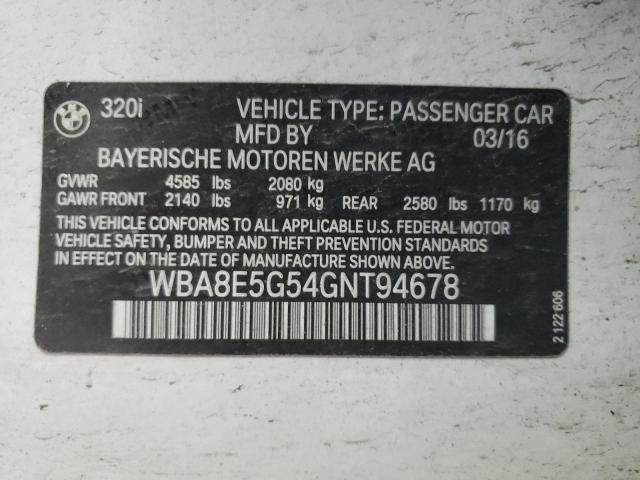 BMW 320i VEHICLE TYPE: PASSENGER CAR
MFD BY 03/16
BAYERISCHE MOTOREN WERKE AG
GVWR 4585 lbs 2080 kg
GAWR FRONT 2140 lbs 971 kg REAR 2580 lbs 1170 kg
THIS VEHICLE CONFORMS TO ALL APPLICABLE U.S. FEDERAL MOTOR
VEHICLE SAFETY, BUMPER AND THEFT PREVENTION STANDARDS
IN EFFECT ON THE DATE OF MANUFACTURE SHOWN ABOVE.
WBA8E5G54GNT94678
2 122 606